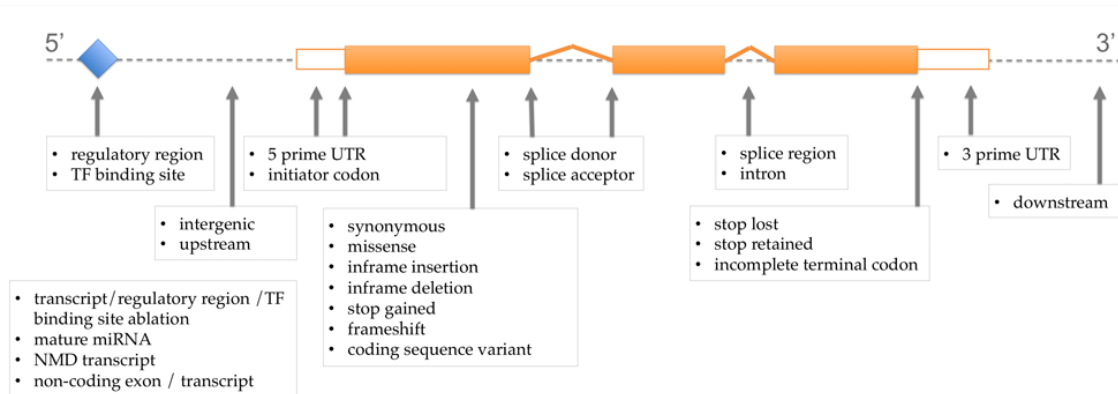 5’
3’
• regulatory region
• TF binding site
• 5 prime UTR
• initiator codon
• splice donor
• splice acceptor
• splice region
• intron
• 3 prime UTR
• intergenic
• upstream
• synonymous
• missense
• inframe insertion
• inframe deletion
• stop gained
• frameshift
• coding sequence variant
• stop lost
• stop retained
• incomplete terminal codon
• downstream
• transcript/regulatory region /TF
binding site ablation
• mature miRNA
• NMD transcript
• non-coding exon / transcript